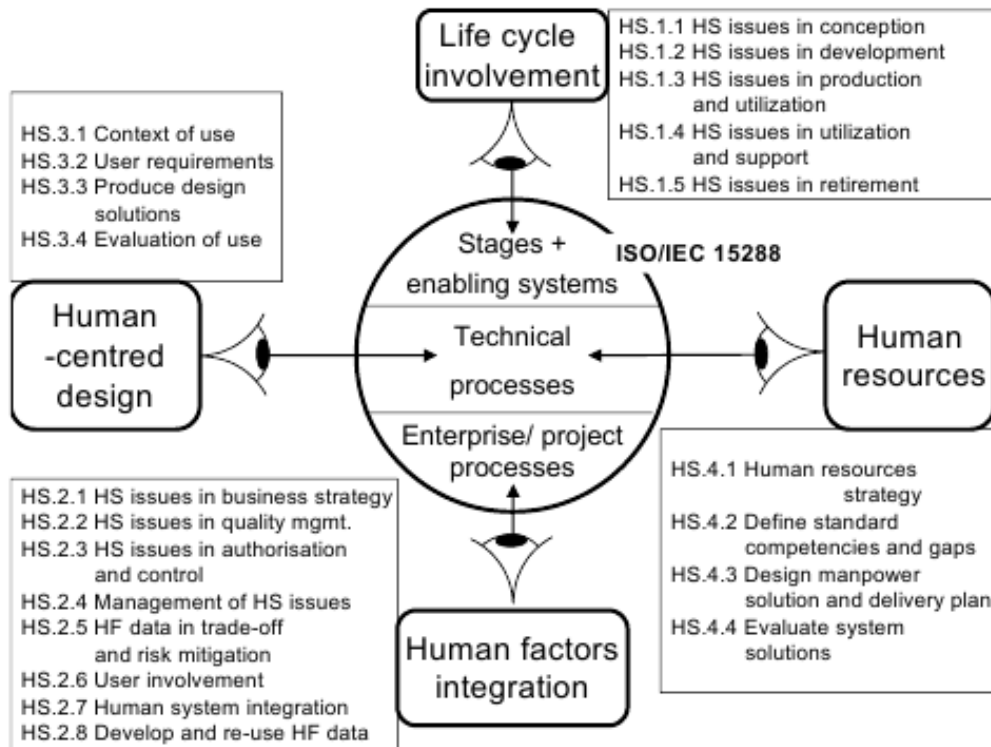 Life cycle
involvement
HS.1.1 HS issues in conception
HS.1.2 HS issues in development
HS.1.3 HS issues in production
and utilization
HS.1.4 HS issues in utilization
and support
HS.1.5 HS issues in retirement
HS.3.1 Context of use
HS.3.2 User requirements
HS.3.3 Produce design
solutions
HS.3.4 Evaluation of use
Stages +
enabling systems
ISO/IEC 15288
Human
-centred
design
Technical
processes
Human
resources
Enterprise/ project
processes
HS.2.1 HS issues in business strategy
HS.2.2 HS issues in quality mgmt.
HS.2.3 HS issues in authorisation
and control
HS.2.4 Management of HS issues
HS.2.5 HF data in trade-off
and risk mitigation
HS.2.6 User involvement
HS.2.7 Human system integration
HS.2.8 Develop and re-use HF data
Human factors
integration
HS.4.1 Human resources
strategy
HS.4.2 Define standard
competencies and gaps
HS.4.3 Design manpower
solution and delivery plan
HS.4.4 Evaluate system
solutions